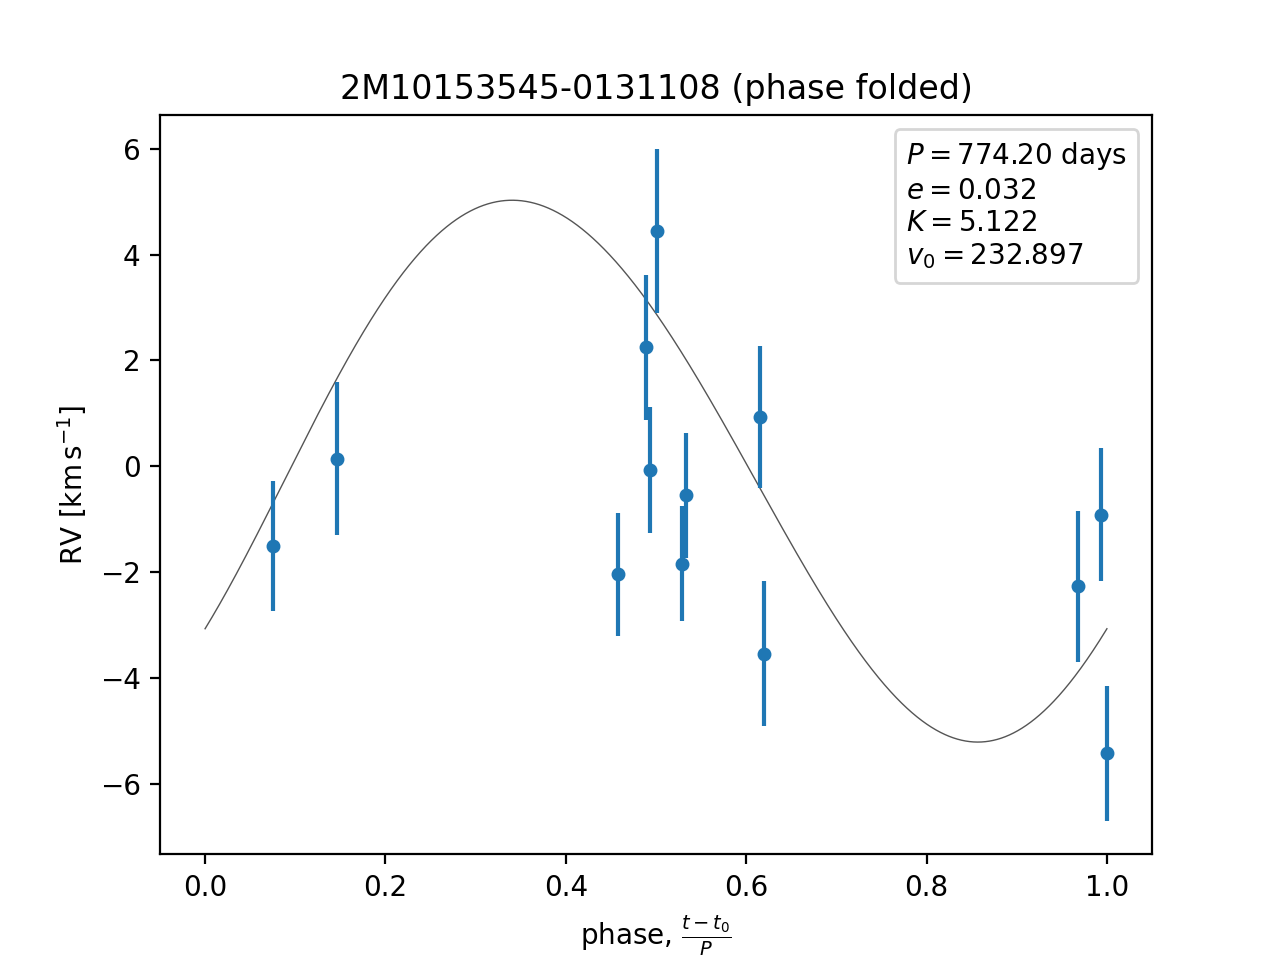 2M10153545-0131108 (phase folded)
P = 774.20 days
e = 0.032
K = 5.122
v₀ = 232.897
RV [km s⁻¹]
6
4
2
0
−2
−4
−6
0.0 0.2 0.4 0.6 0.8 1.0
phase, (t − t₀)/P